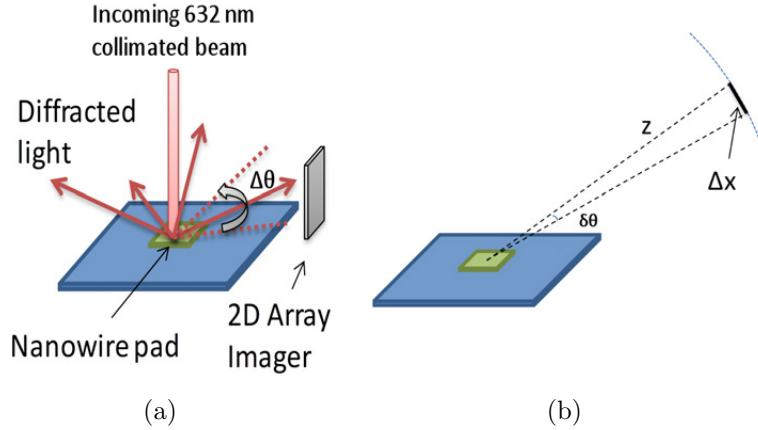 Incoming 632 nm
collimated beam
Diffracted
light
Δθ
Nanowire pad
2D Array
Imager
(a)
z
Δx
δθ
(b)